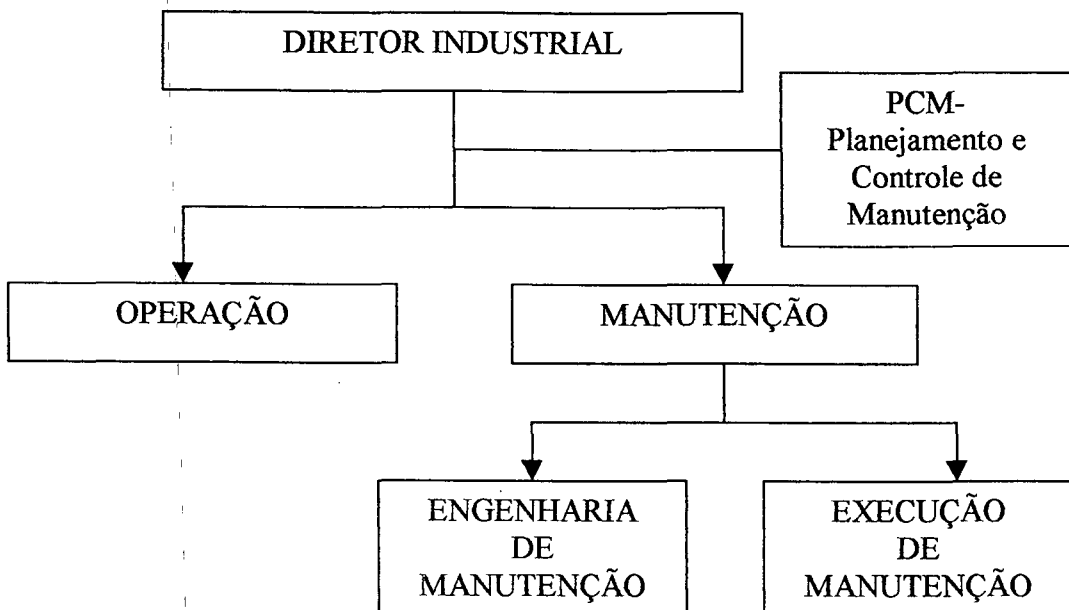 DIRETOR INDUSTRIAL
PCM-
Planejamento e
Controle de
Manutenção
OPERAÇÃO
MANUTENÇÃO
ENGENHARIA
DE
MANUTENÇÃO
EXECUÇÃO
DE
MANUTENÇÃO